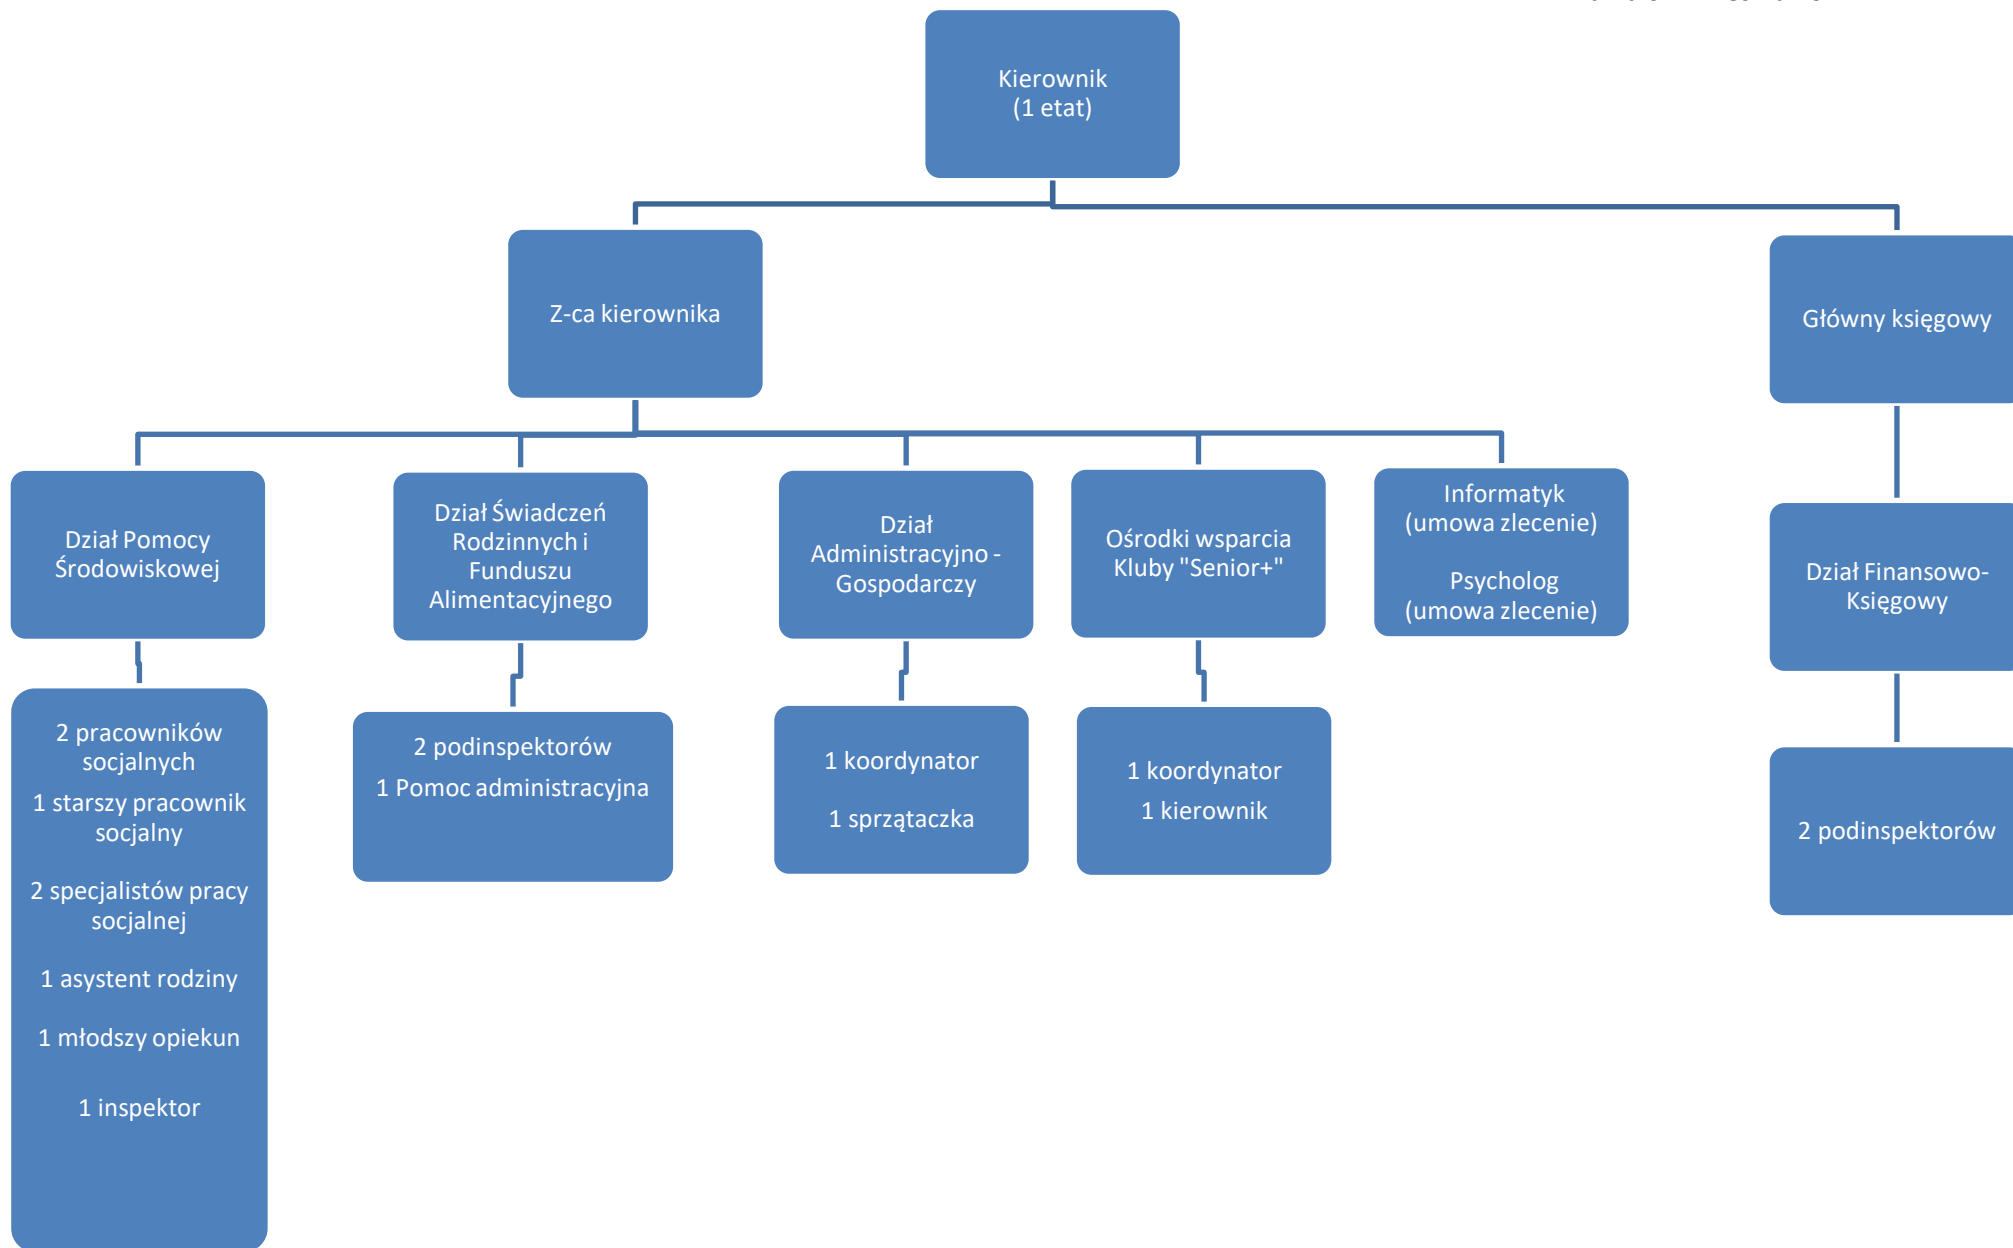 Kierownik
(1 etat)
Z-ca kierownika
Główny księgowy
Dział Pomocy
Środowiskowej
Dział Świadczeń
Rodzinnych i
Funduszu
Alimentacyjnego
Dział
Administracyjno -
Gospodarczy
Ośrodki wsparcia
Kluby "Senior+"
Informatyk
(umowa zlecenie)
Psycholog
(umowa zlecenie)
Dział Finansowo-
Księgowy
2 pracowników
socjalnych
1 starszy pracownik
socjalny
2 specjalistów pracy
socjalnej
1 asystent rodziny
1 młodszy opiekun
1 inspektor
2 podinspektorów
1 Pomoc administracyjna
1 koordynator
1 sprzątaczka
1 koordynator
1 kierownik
2 podinspektorów